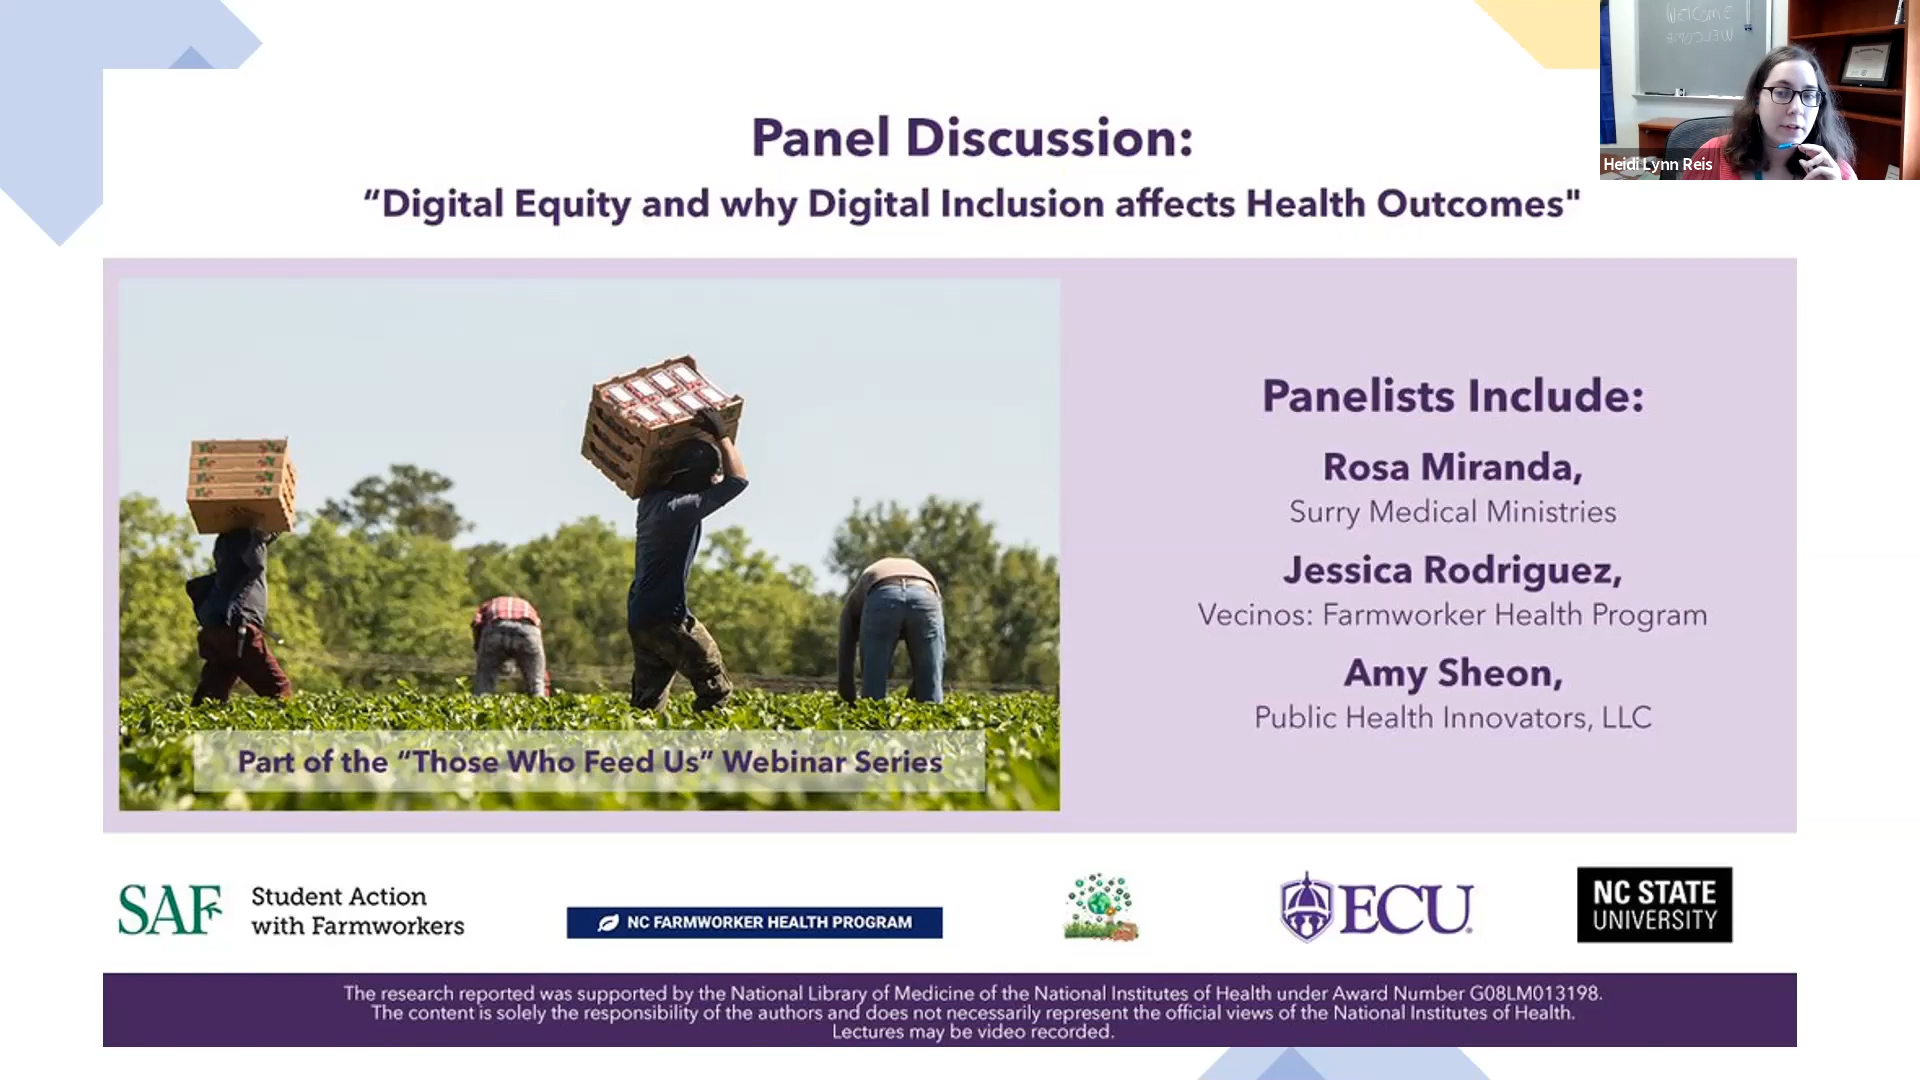 Panel Discussion:
“Digital Equity and why Digital Inclusion affects Health Outcomes"
WELCOME
WELCOME
Heidi Lynn Reis
Part of the “Those Who Feed Us” Webinar Series
Panelists Include:
Rosa Miranda,
Surry Medical Ministries
Jessica Rodriguez,
Vecinos: Farmworker Health Program
Amy Sheon,
Public Health Innovators, LLC
SAF
Student Action
with Farmworkers
NC FARMWORKER HEALTH PROGRAM
ECU
NC STATE
UNIVERSITY
The research reported was supported by the National Library of Medicine of the National Institutes of Health under Award Number G08LM013198.
The content is solely the responsibility of the authors and does not necessarily represent the official views of the National Institutes of Health.
Lectures may be video recorded.